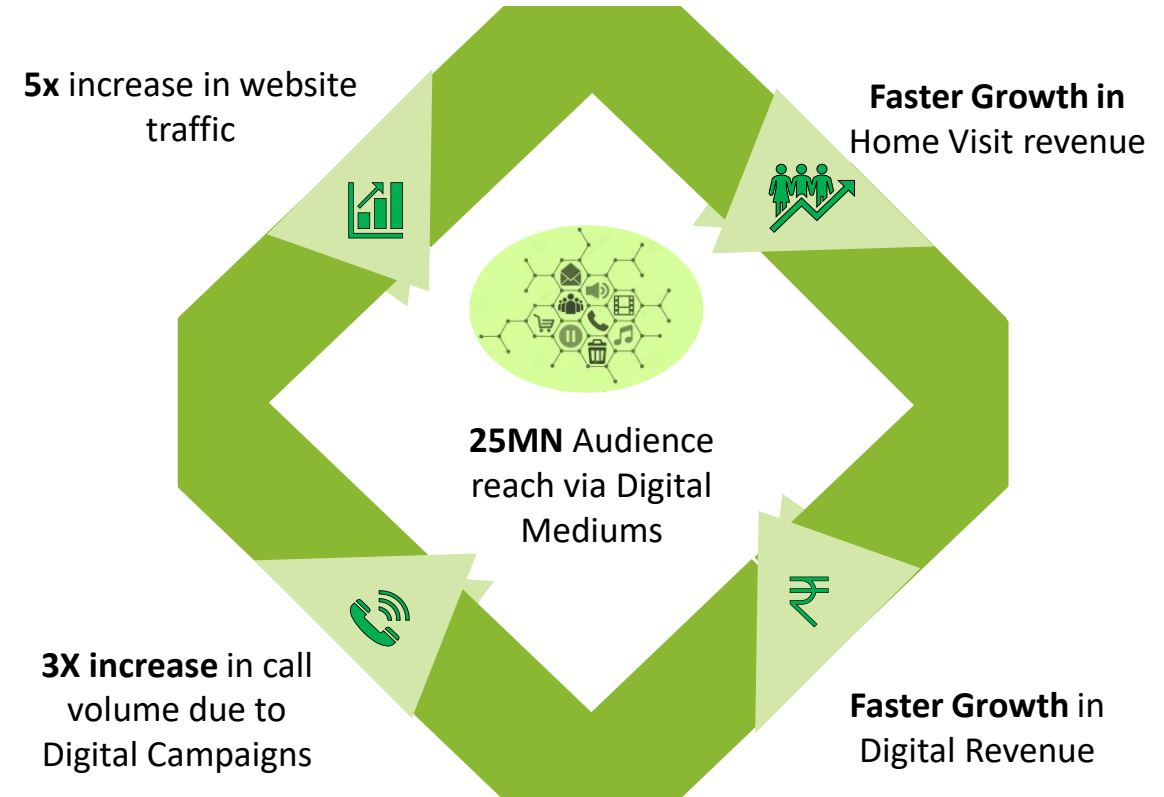 5x increase in website
traffic
Faster Growth in
Home Visit revenue
25MN Audience
reach via Digital
Mediums
3X increase in call
volume due to
Digital Campaigns
₹
Faster Growth in
Digital Revenue